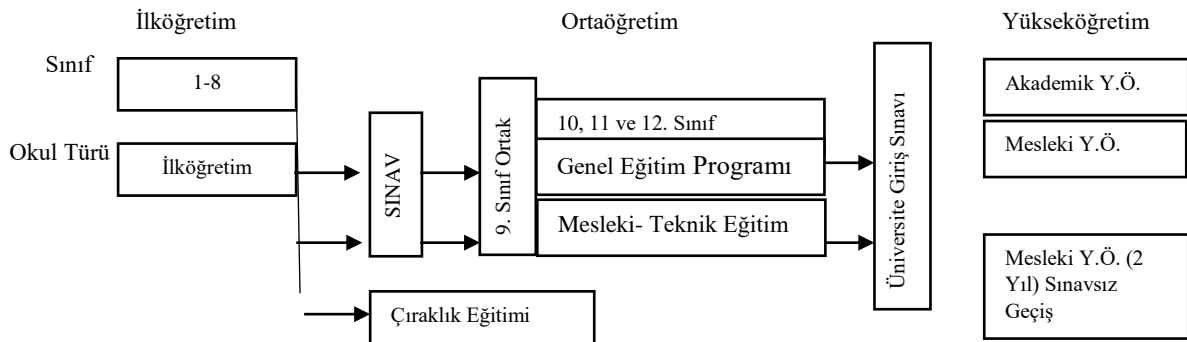 İlköğretim
Ortaöğretim
Yükseköğretim
Sınıf
1-8
Okul Türü
İlköğretim
SINAV
9. Sınıf Ortak
10, 11 ve 12. Sınıf
Genel Eğitim Programı
Mesleki- Teknik Eğitim
Çıraklık Eğitimi
Üniversite Giriş Sınavı
Akademik Y.Ö.
Mesleki Y.Ö.
Mesleki Y.Ö. (2
Yıl) Sınavsız
Geçiş